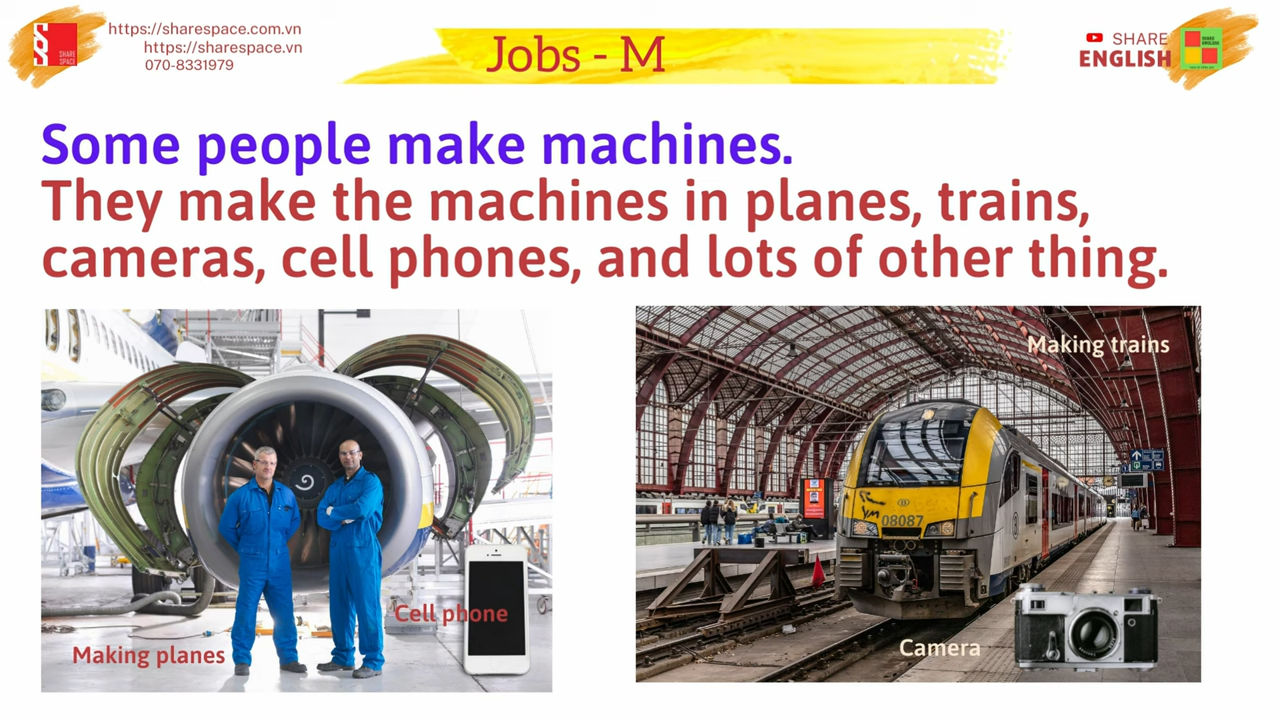 https://sharespace.com.vn
https://sharespace.vn
070-8331979
SHARE
SPACE
Jobs - M
SHARE
ENGLISH
Some people make machines.
They make the machines in planes, trains,
cameras, cell phones, and lots of other thing.
Making planes
Cell phone
Making trains
08087
Camera